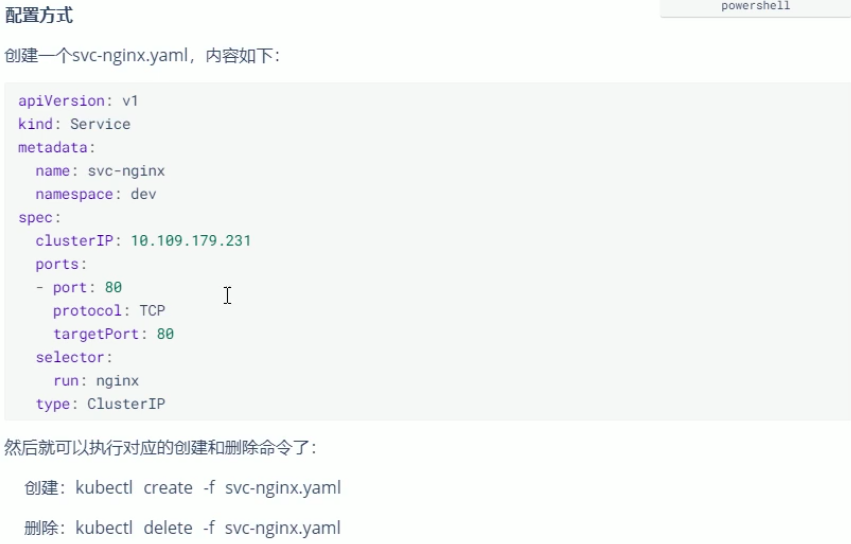 powershell
配置方式
创建一个svc-nginx.yaml，内容如下：
apiVersion: v1
kind: Service
metadata:
  name: svc-nginx
  namespace: dev
spec:
  clusterIP: 10.109.179.231
  ports:
  - port: 80
    protocol: TCP
    targetPort: 80
  selector:
    run: nginx
  type: ClusterIP
然后就可以执行对应的创建和删除命令了：
创建：kubectl create -f svc-nginx.yaml
删除：kubectl delete -f svc-nginx.yaml